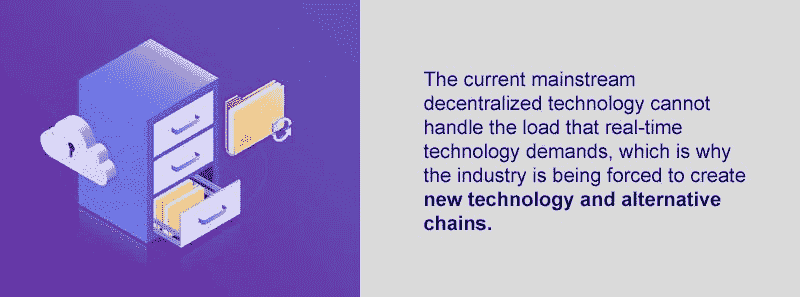 The current mainstream
decentralized technology cannot
handle the load that real-time
technology demands, which is why
the industry is being forced to create
new technology and alternative
chains.